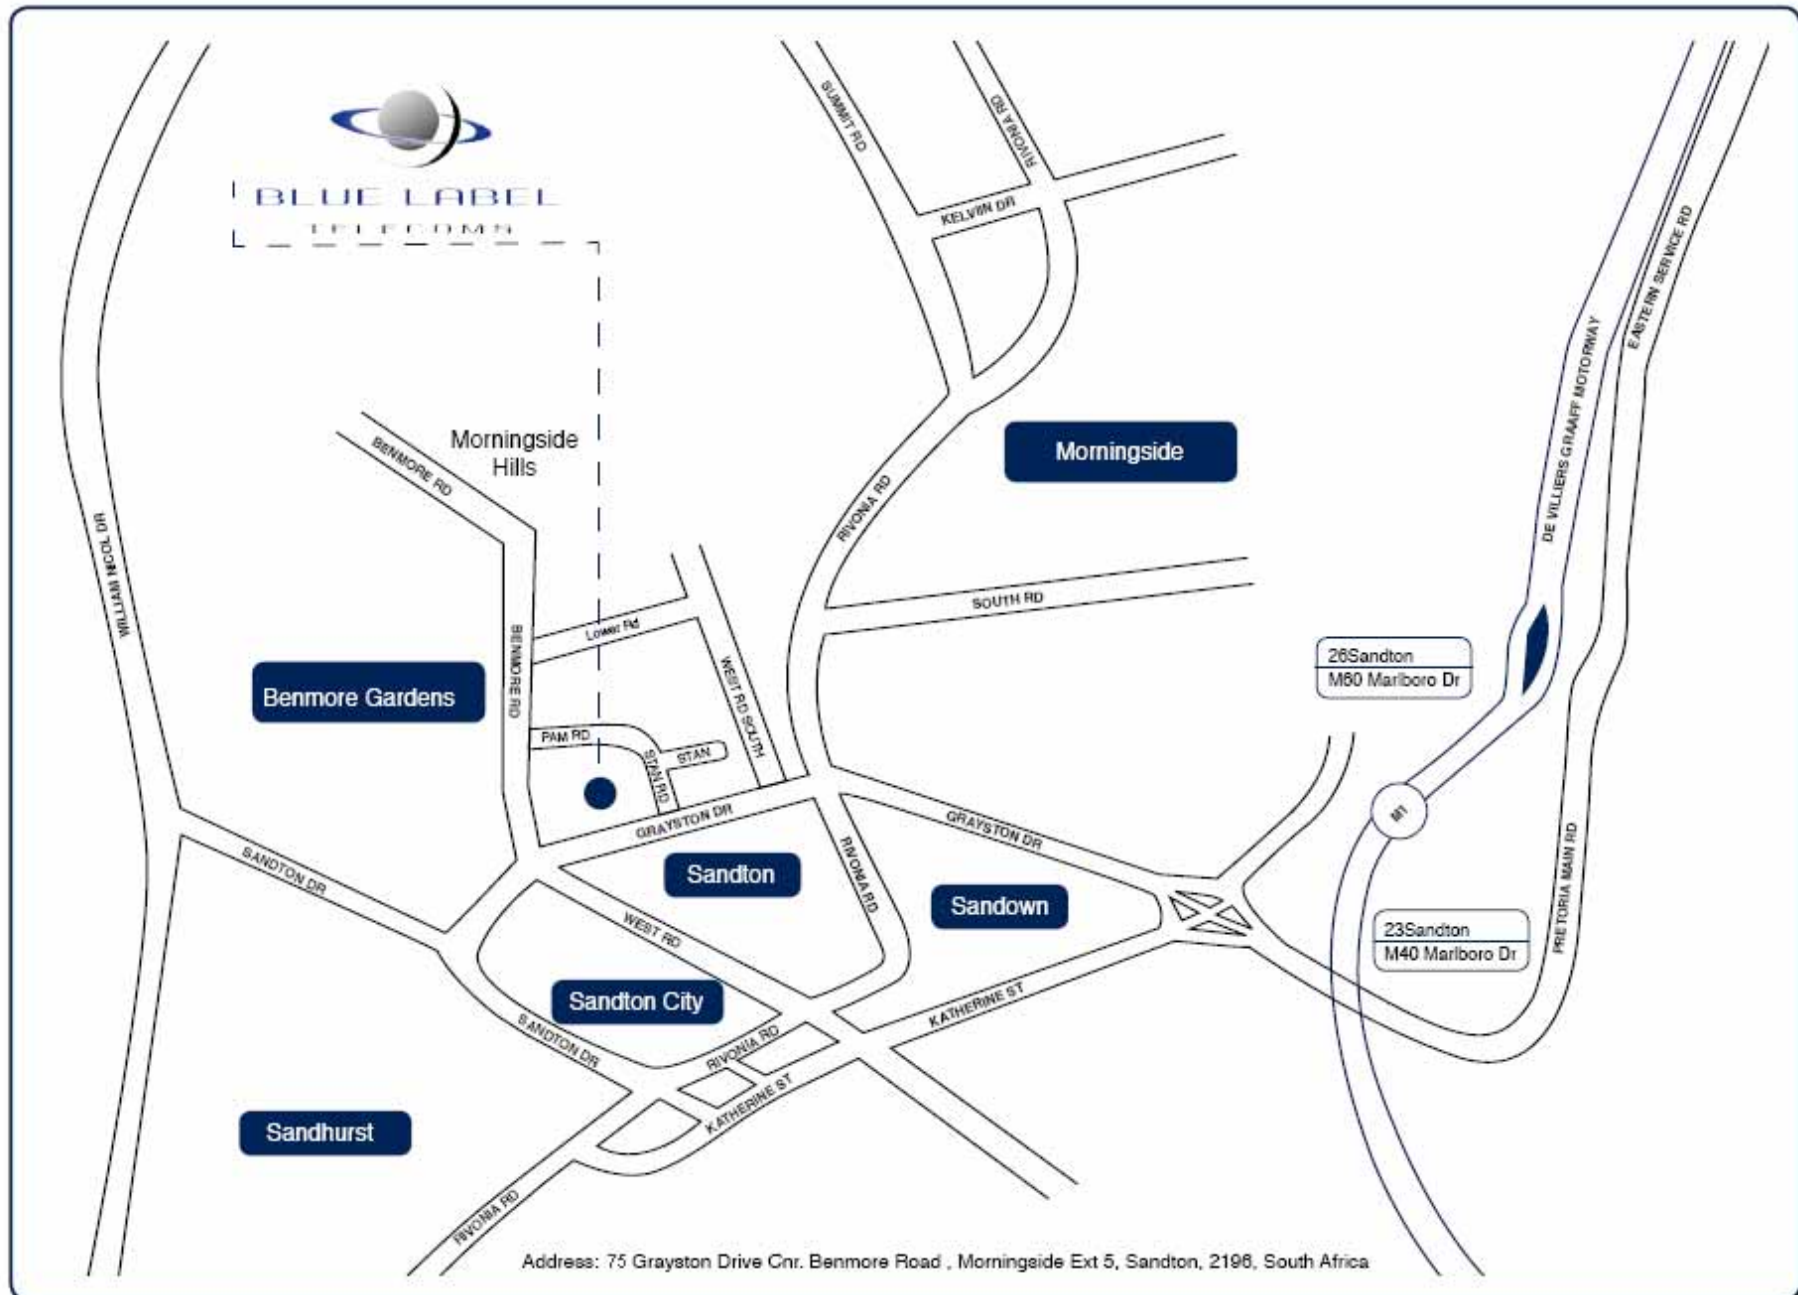 SUMMIT RD
RIVONIA RD
BLUE LABEL
TELECOMS
KELVIIN DR
EASTERN SERVICE RD
DE VILLIERS GRAAFF MOTORWAY
Morningside
Hills
BENMORE RD
Morningside
RIVONIA RD
WILLIAM NICOL DR
SOUTH RD
Lower Rd
BENMORE RD
WEST RD SOUTH
26Sandton
M60 Marlboro Dr
Benmore Gardens
PAM RD
STAN
STAN RD
GRAYSTON DR
GRAYSTON DR
M1
SANDTON DR
Sandton
RIVONIA RD
Sandown
PRETORIA MAIN RD
WEST RD
23Sandton
M40 Marlboro Dr
Sandton City
KATHERINE ST
SANDTON DR
RIVONIA RD
KATHERINE ST
Sandhurst
RIVONIA RD
Address: 75 Grayston Drive Cnr. Benmore Road , Morningside Ext 5, Sandton, 2196, South Africa